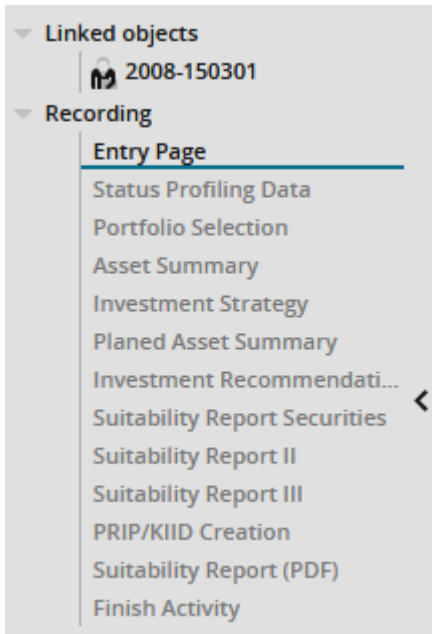 Linked objects
2008-150301
Recording
Entry Page
Status Profiling Data
Portfolio Selection
Asset Summary
Investment Strategy
Planed Asset Summary
Investment Recommendati...
Suitability Report Securities
Suitability Report II
Suitability Report III
PRIP/KIID Creation
Suitability Report (PDF)
Finish Activity